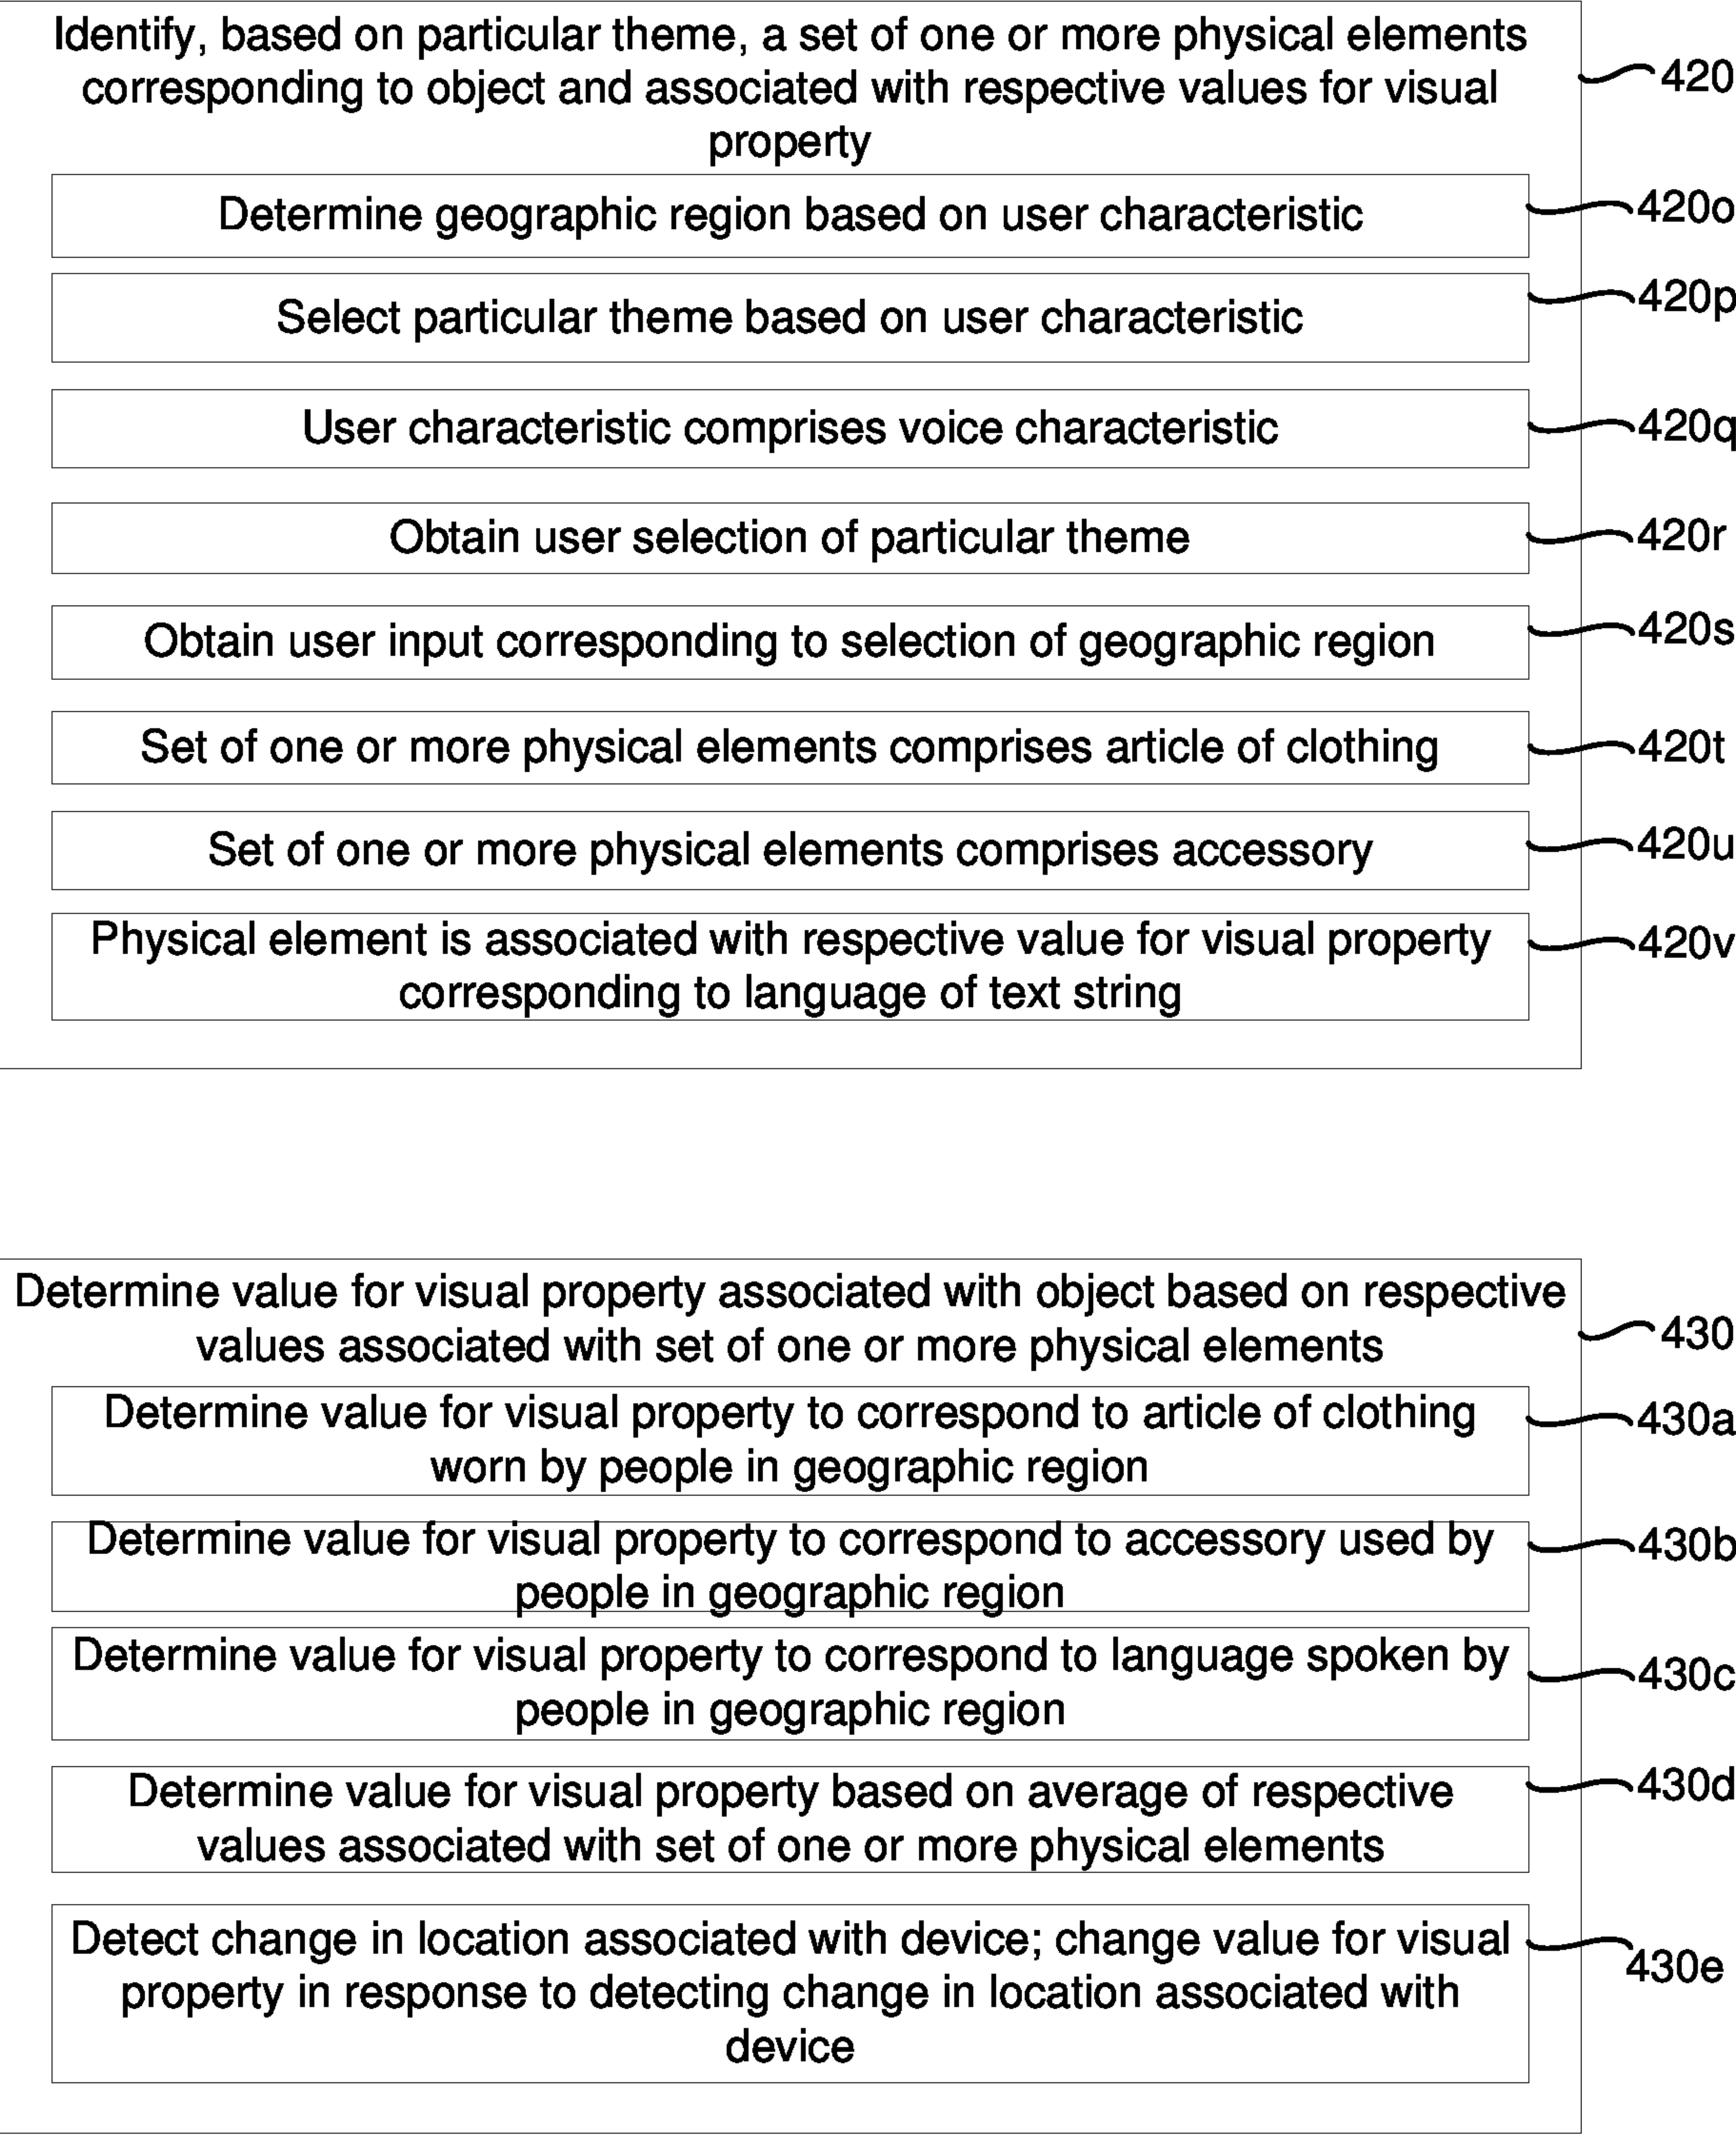 Identify, based on particular theme, a set of one or more physical elements
corresponding to object and associated with respective values for visual
property
420
Determine geographic region based on user characteristic
420o
Select particular theme based on user characteristic
420p
User characteristic comprises voice characteristic
420q
Obtain user selection of particular theme
420r
Obtain user input corresponding to selection of geographic region
420s
Set of one or more physical elements comprises article of clothing
420t
Set of one or more physical elements comprises accessory
420u
Physical element is associated with respective value for visual property
corresponding to language of text string
420v
Determine value for visual property associated with object based on respective
values associated with set of one or more physical elements
430
Determine value for visual property to correspond to article of clothing
worn by people in geographic region
430a
Determine value for visual property to correspond to accessory used by
people in geographic region
430b
Determine value for visual property to correspond to language spoken by
people in geographic region
430c
Determine value for visual property based on average of respective
values associated with set of one or more physical elements
430d
Detect change in location associated with device; change value for visual
property in response to detecting change in location associated with
device
430e